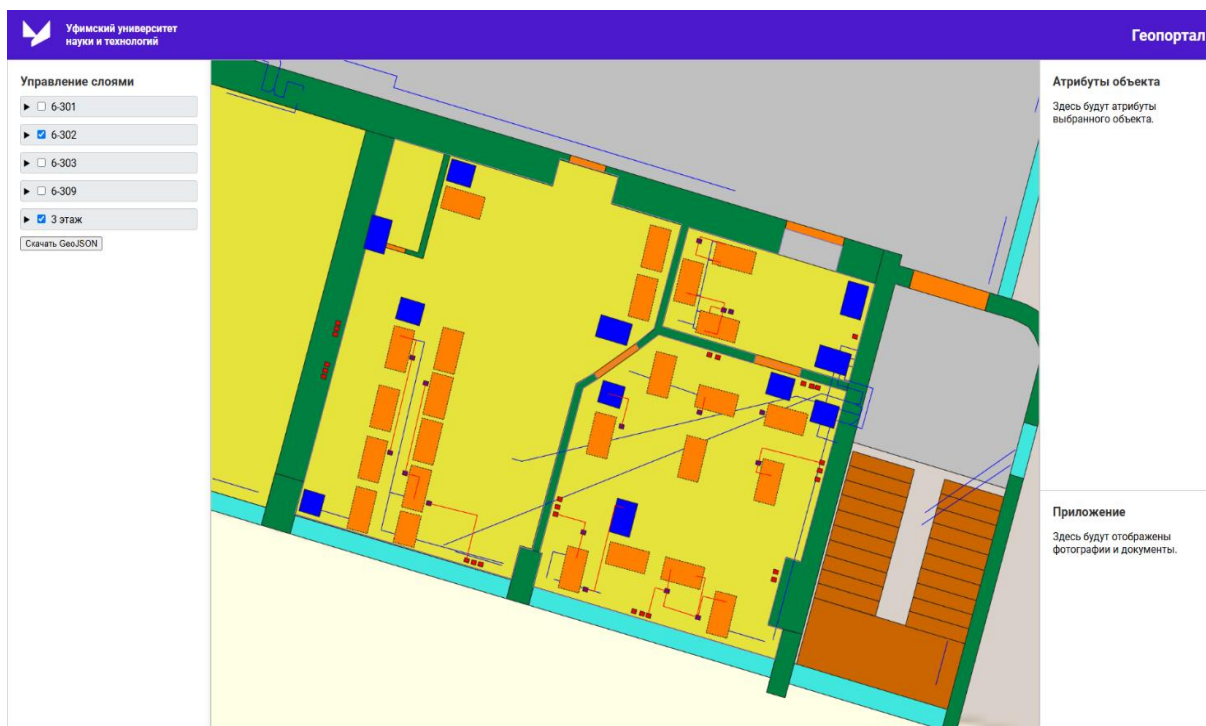 Уфимский университет
науки и технологий
Геопортал
Управление слоями
6-301
6-302
6-303
6-309
3 этаж
Скачать GeoJSON
Атрибуты объекта
Здесь будут атрибуты
выбранного объекта.
Приложение
Здесь будут отображены
фотографии и документы.